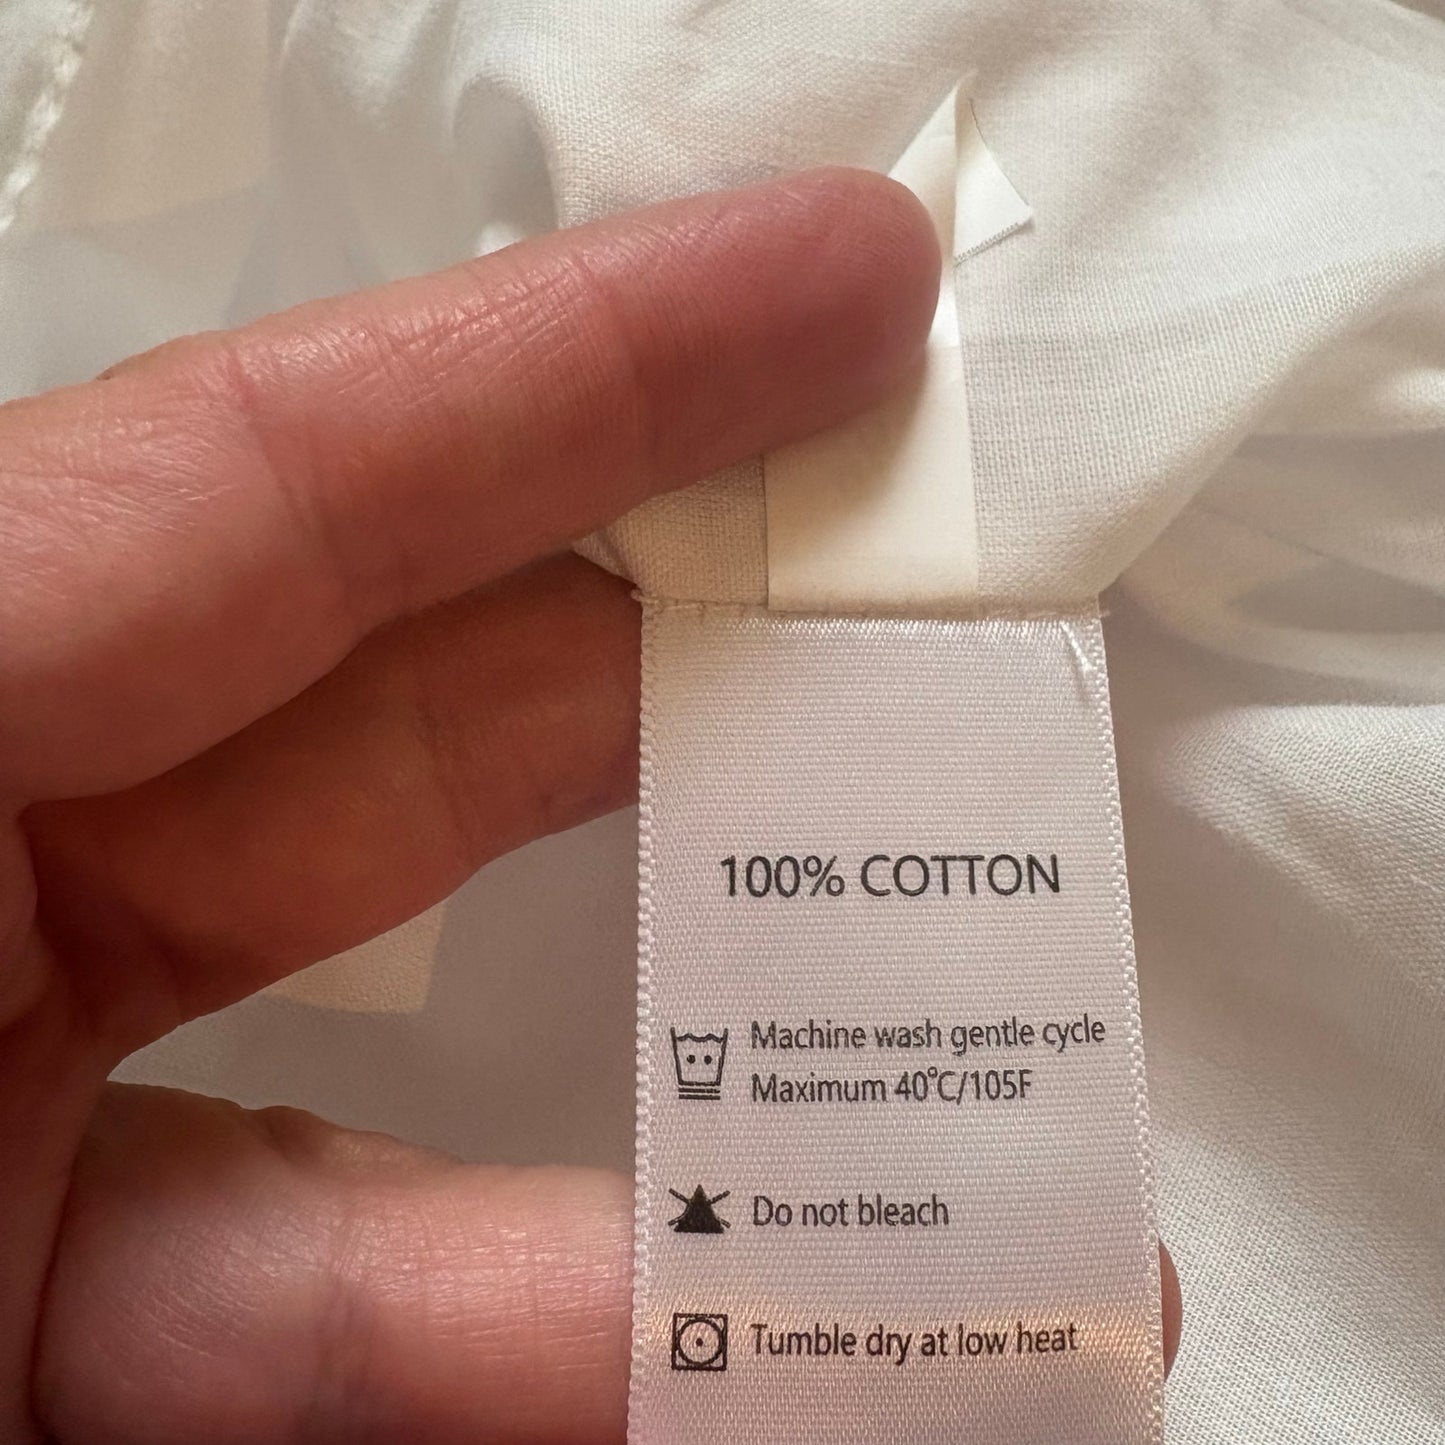 100% COTTON
Machine wash gentle cycle
Maximum 40°C/105F
Do not bleach
Tumble dry at low heat